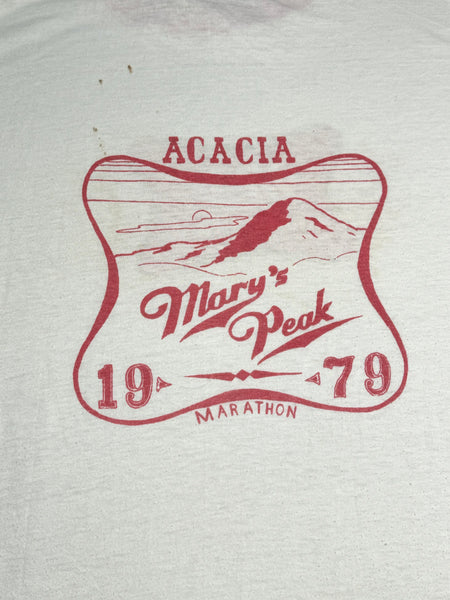 ACACIA
Mary's
Peak
19 79
MARATHON